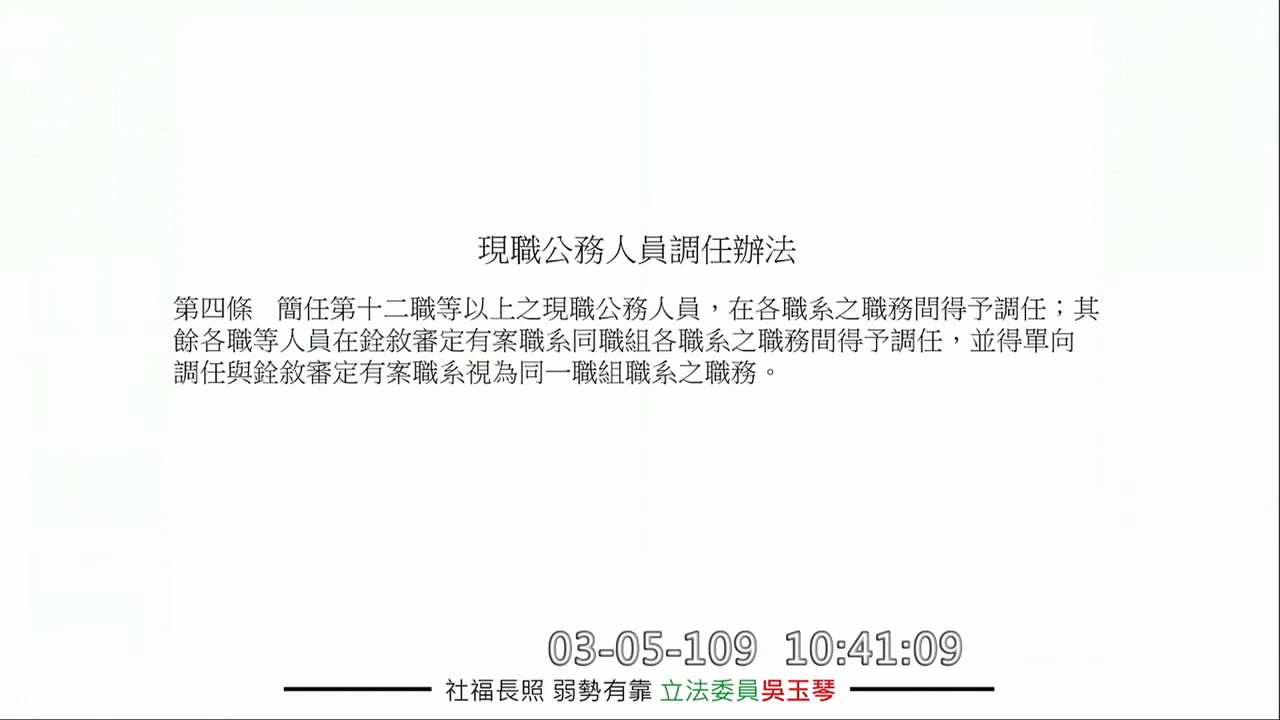 現職公務人員調任辦法
第四條　簡任第十二職等以上之現職公務人員，在各職系之職務間得予調任；其
餘各職等人員在銓敘審定有案職系同職組各職系之職務間得予調任，並得單向
調任與銓敘審定有案職系視為同一職組職系之職務。
03-05-109 10:41:09
社福長照 弱勢有靠 立法委員吳玉琴